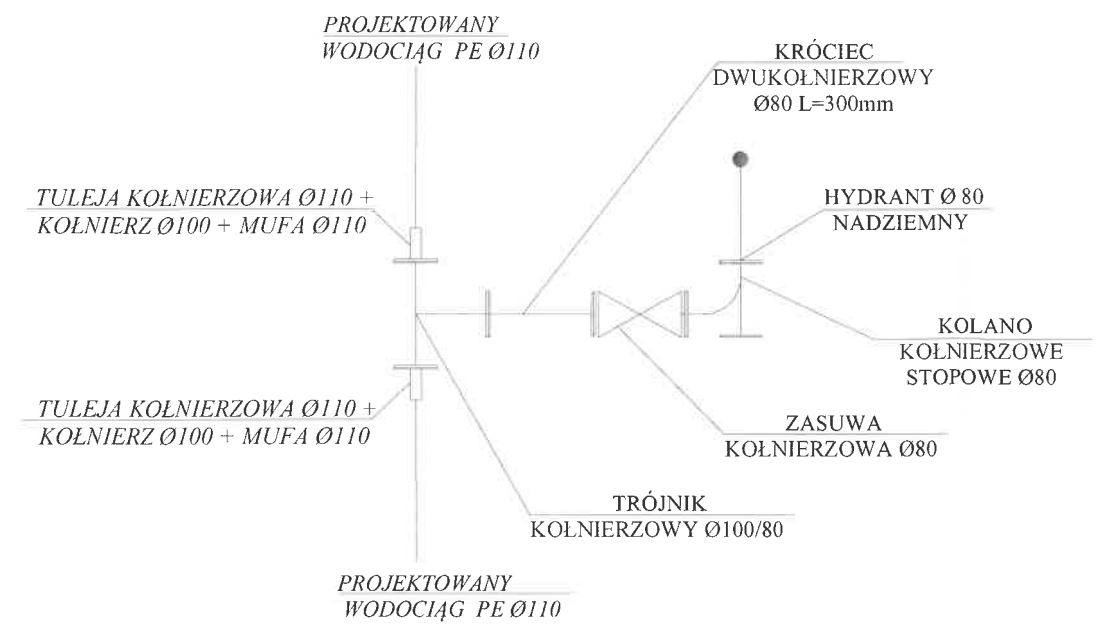 PROJEKTOWANY
WODOCIĄG PE Ø110
KRÓCIEC
DWUKOŁNIERZOWY
Ø80 L=300mm
TULEJA KOŁNIERZOWA Ø110 +
KOŁNIERZ Ø100 + MUFA Ø110
HYDRANT Ø 80
NADZIEMNY
KOLANO
KOŁNIERZOWE
STOPOWE Ø80
TULEJA KOŁNIERZOWA Ø110 +
KOŁNIERZ Ø100 + MUFA Ø110
ZASUWA
KOŁNIERZOWA Ø80
TRÓJNIK
KOŁNIERZOWY Ø100/80
PROJEKTOWANY
WODOCIĄG PE Ø110